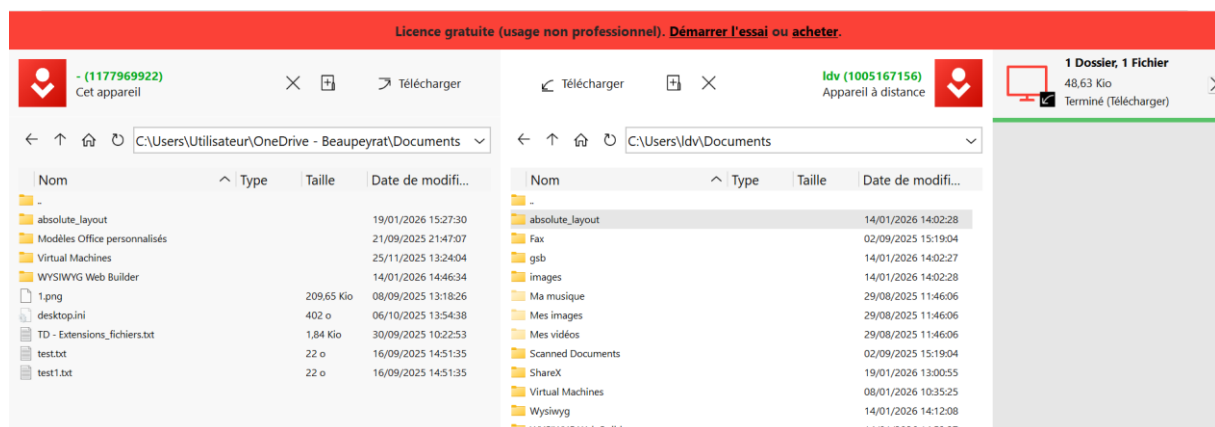 Licence gratuite (usage non professionnel). Démarrer l'essai ou acheter.
- (1177969922)
Cet appareil
Télécharger
C:\Users\Utilisateur\OneDrive - Beaupeyrat\Documents
Nom Type Taille Date de modifi...
..
absolute_layout 19/01/2026 15:27:30
Modèles Office personnalisés 21/09/2025 21:47:07
Virtual Machines 25/11/2025 13:24:04
WYSIWYG Web Builder 14/01/2026 14:46:34
1.png 209,65 Kio 08/09/2025 13:18:26
desktop.ini 402 o 06/10/2025 13:54:38
TD - Extensions_fichiers.txt 1,84 Kio 30/09/2025 10:22:53
test.txt 22 o 16/09/2025 14:51:35
test1.txt 22 o 16/09/2025 14:51:35
Télécharger
ldv (1005167156)
Appareil à distance
C:\Users\ldv\Documents
Nom Type Taille Date de modifi...
..
absolute_layout 14/01/2026 14:02:28
Fax 02/09/2025 15:19:04
gsb 14/01/2026 14:02:27
images 14/01/2026 14:02:28
Ma musique 29/08/2025 11:46:06
Mes images 29/08/2025 11:46:06
Mes vidéos 29/08/2025 11:46:06
Scanned Documents 02/09/2025 15:19:04
ShareX 19/01/2026 13:00:55
Virtual Machines 08/01/2026 10:35:25
Wysiwyg 14/01/2026 14:12:08
1 Dossier, 1 Fichier
48,63 Kio
Terminé (Télécharger)